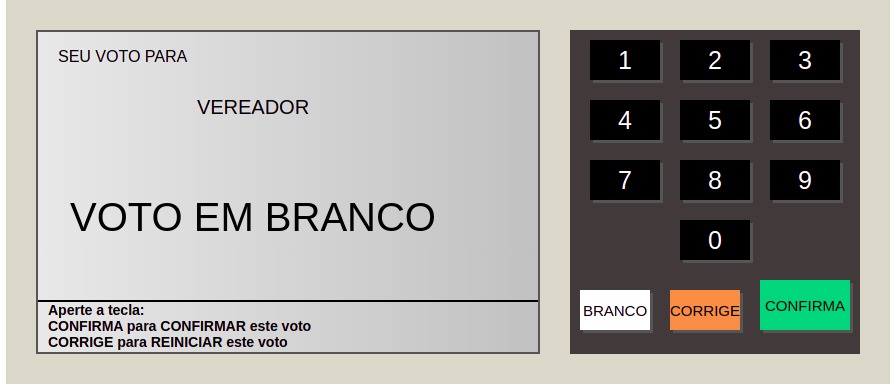 SEU VOTO PARA
VEREADOR
VOTO EM BRANCO
Aperte a tecla:
CONFIRMA para CONFIRMAR este voto
CORRIGE para REINICIAR este voto
1 2 3
4 5 6
7 8 9
0
BRANCO CORRIGE CONFIRMA